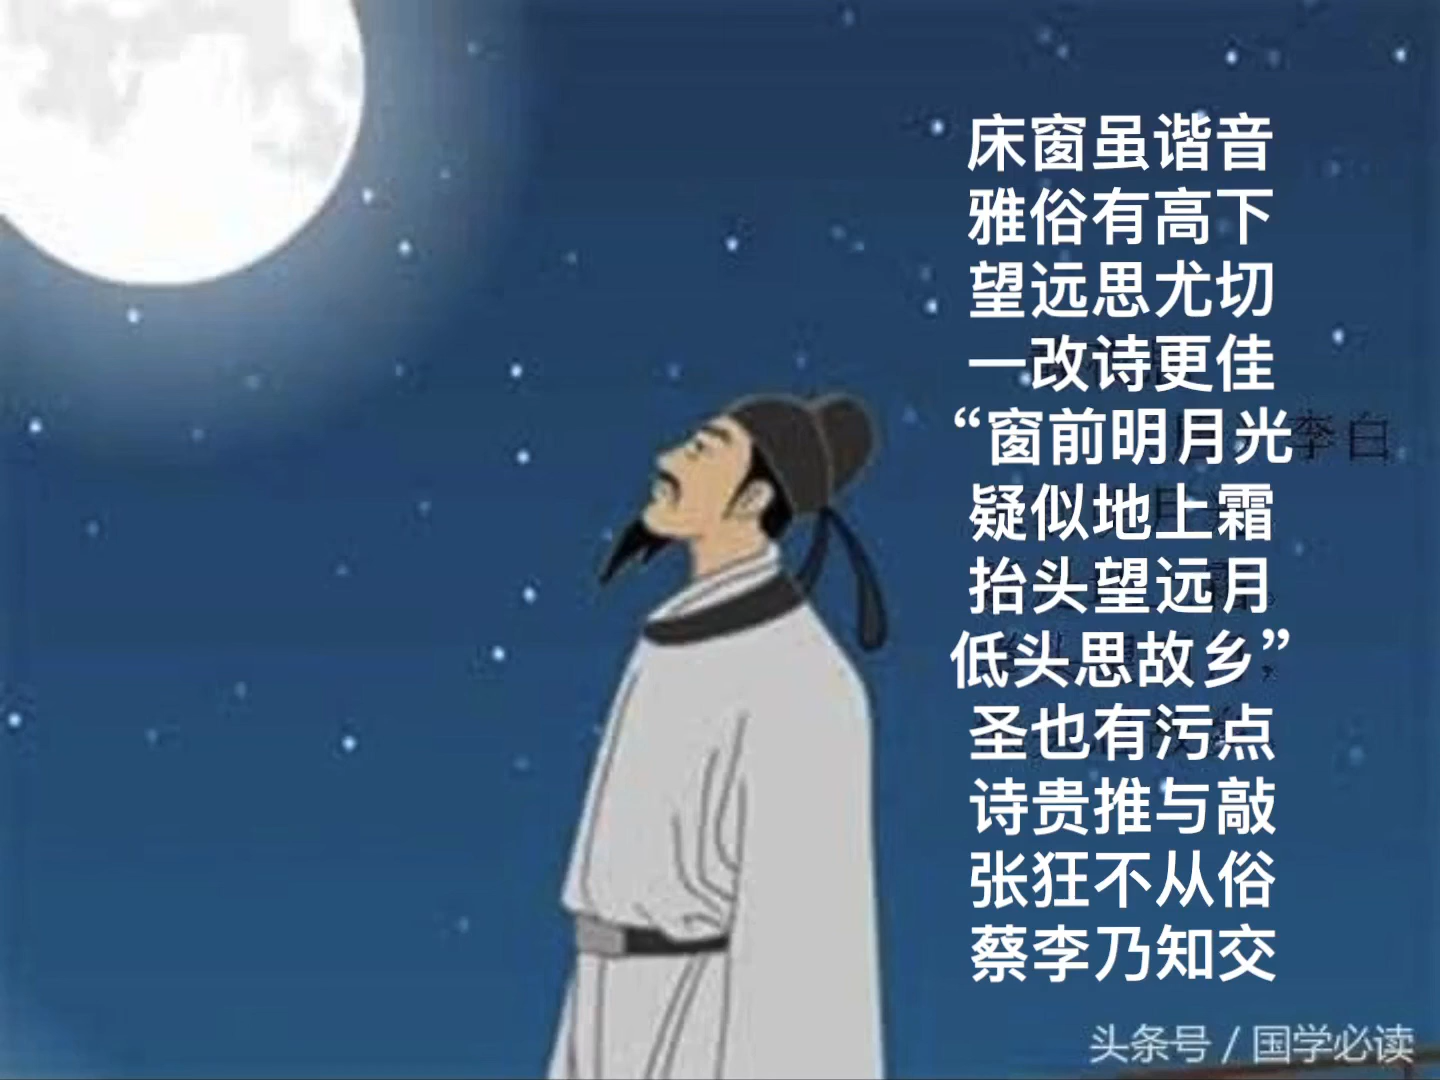 床窗虽谐音
雅俗有高下
望远思尤切
一改诗更佳
“窗前明月光
疑似地上霜
抬头望远月
低头思故乡”
圣也有污点
诗贵推与敲
张狂不从俗
蔡李乃知交
李白
头条号 / 国学必读